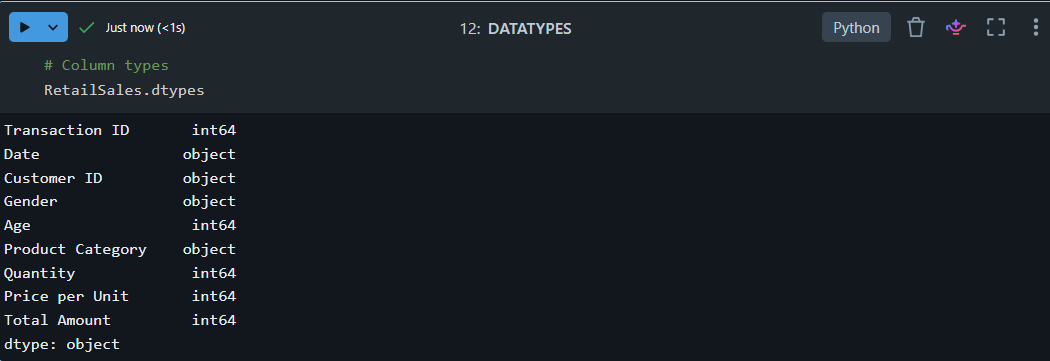 Just now (<1s)
12: DATATYPES
Python
# Column types
RetailSales.dtypes
Transaction ID       int64
Date                object
Customer ID         object
Gender              object
Age                  int64
Product Category    object
Quantity             int64
Price per Unit       int64
Total Amount         int64
dtype: object